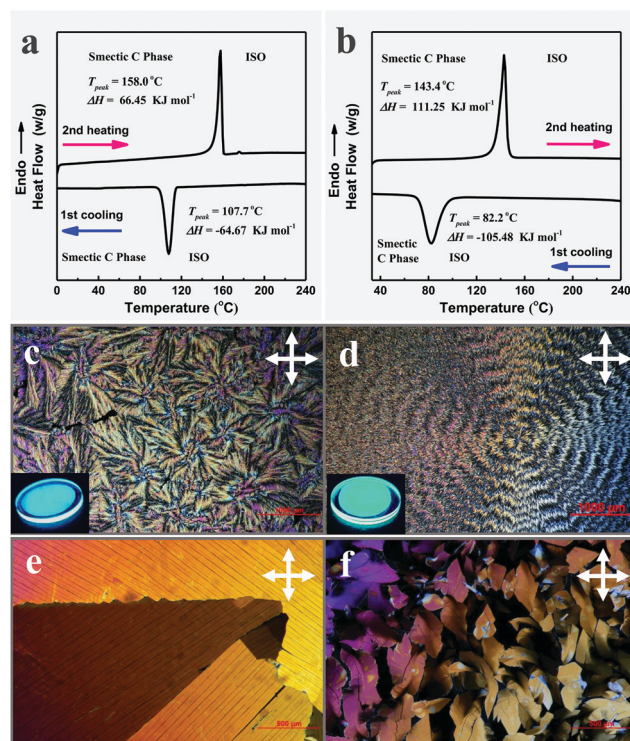 a
Smectic C Phase ISO
T_peak = 158.0 °C
ΔH = 66.45 KJ mol⁻¹
2nd heating
Endo
Heat Flow (w/g)
1st cooling
T_peak = 107.7 °C
ΔH = -64.67 KJ mol⁻¹
Smectic C Phase ISO
0 40 80 120 160 200 240
Temperature (°C)
b
Smectic C Phase ISO
T_peak = 143.4 °C
ΔH = 111.25 KJ mol⁻¹
2nd heating
Endo
Heat Flow (w/g)
T_peak = 82.2 °C
ΔH = -105.48 KJ mol⁻¹
Smectic
C Phase ISO
1st cooling
40 80 120 160 200 240
Temperature (°C)
c
d
1000 μm
e
500 μm
f
500 μm